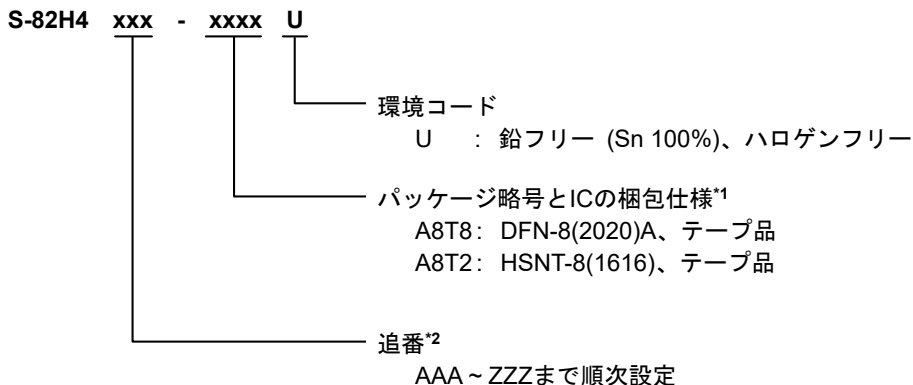 S-82H4 xxx - xxxx U
環境コード
U : 鉛フリー (Sn 100%)、ハロゲンフリー
パッケージ略号とICの梱包仕様*1
A8T8: DFN-8(2020)A、テープ品
A8T2: HSNT-8(1616)、テープ品
追番*2
AAA ~ ZZZまで順次設定